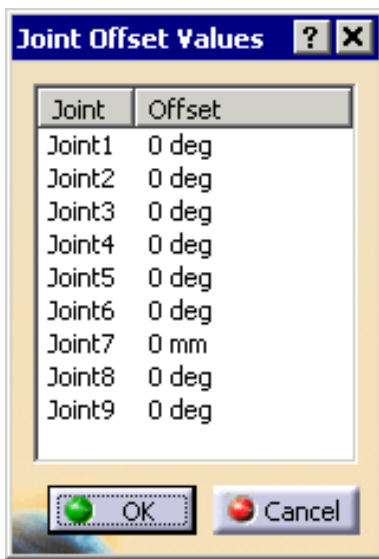 Joint Offset Values ? X
Joint Offset
Joint1 0 deg
Joint2 0 deg
Joint3 0 deg
Joint4 0 deg
Joint5 0 deg
Joint6 0 deg
Joint7 0 mm
Joint8 0 deg
Joint9 0 deg
OK Cancel